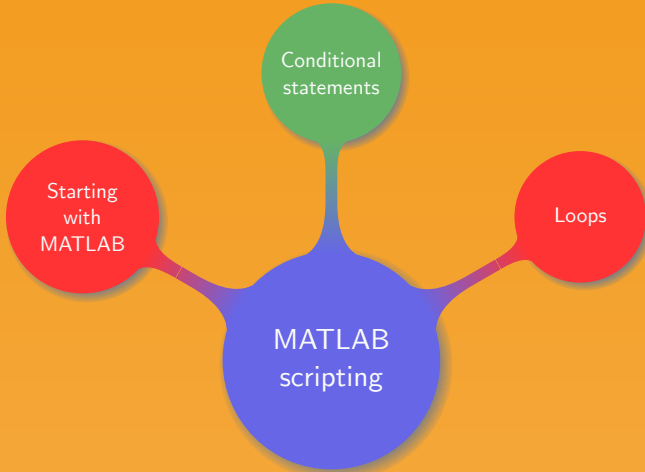 Conditional
statements
Starting
with
MATLAB
Loops
MATLAB
scripting